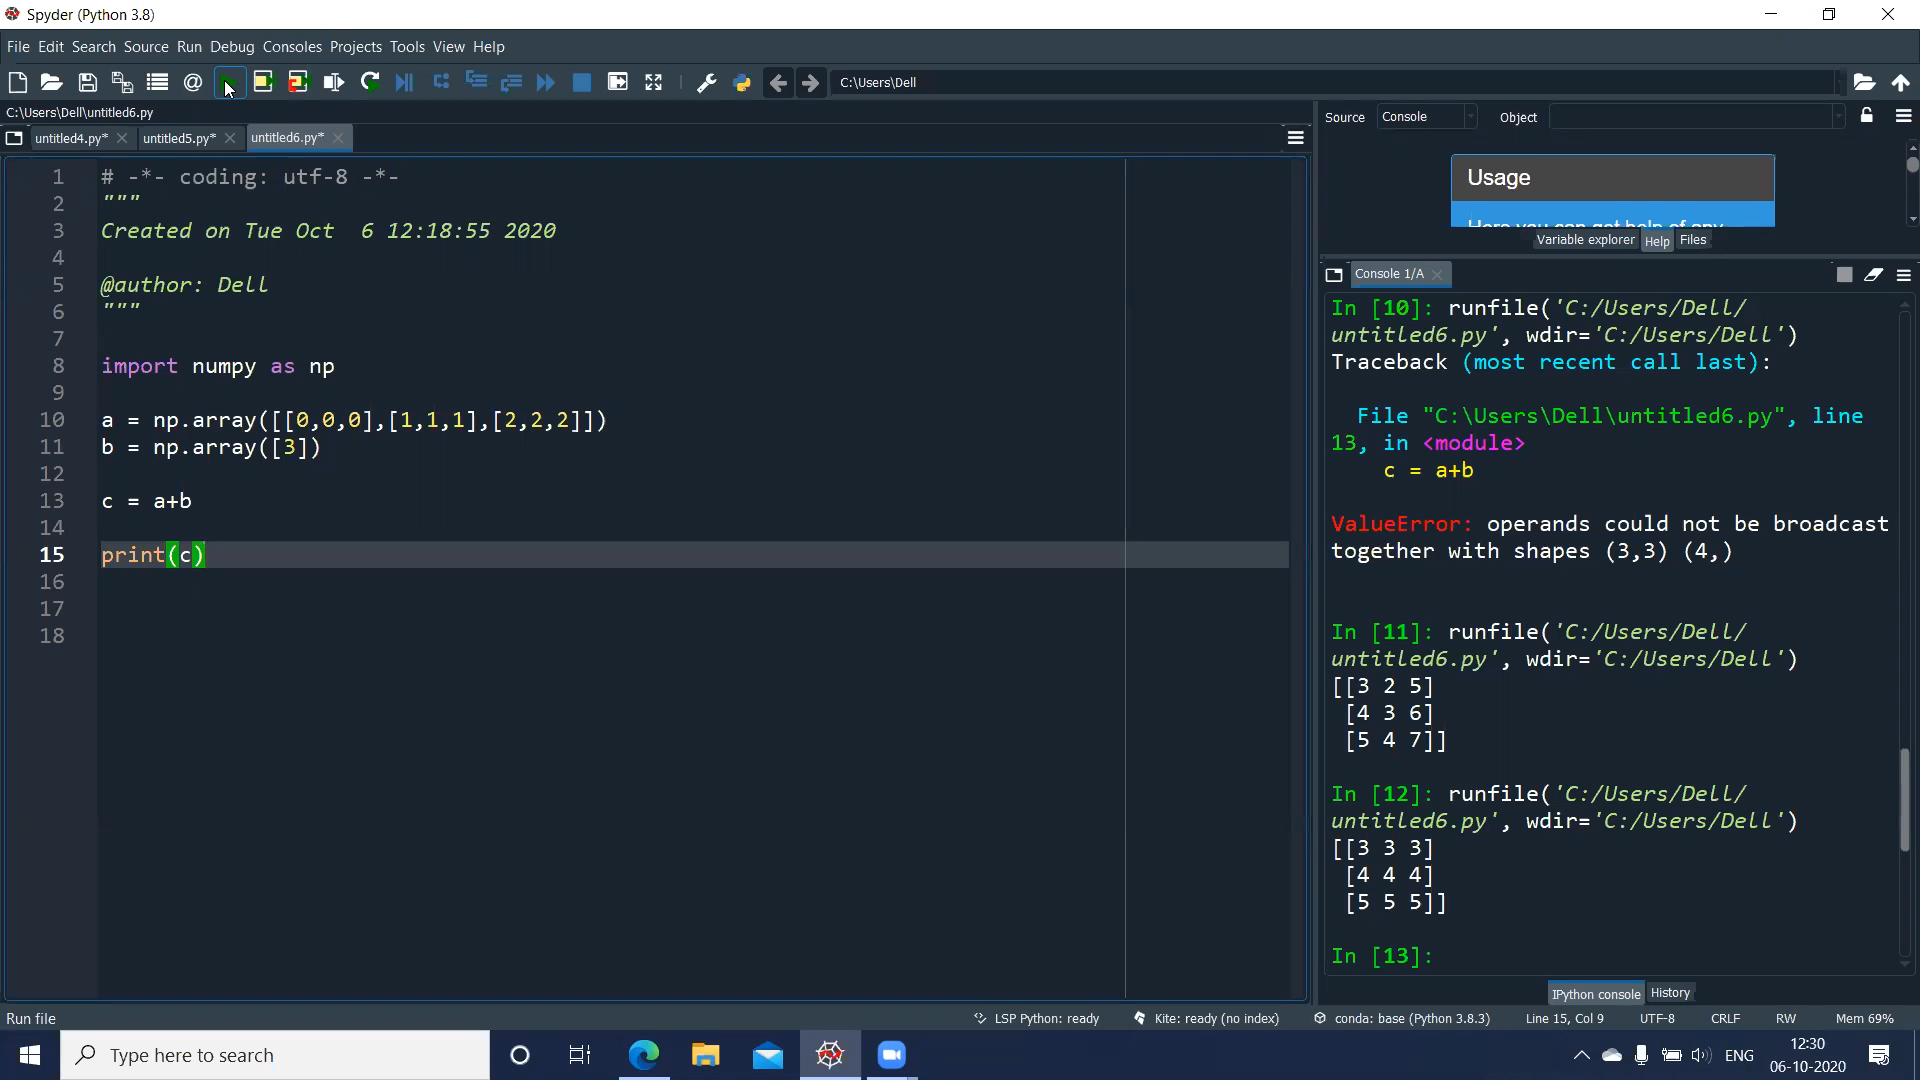 Spyder (Python 3.8)
File Edit Search Source Run Debug Consoles Projects Tools View Help
C:\Users\Dell
C:\Users\Dell\untitled6.py
untitled4.py* untitled5.py* untitled6.py*
1 # -*- coding: utf-8 -*-
2 """
3 Created on Tue Oct  6 12:18:55 2020
4
5 @author: Dell
6 """
7
8 import numpy as np
9
10 a = np.array([[0,0,0],[1,1,1],[2,2,2]])
11 b = np.array([3])
12
13 c = a+b
14
15 print(c)
16
17
18
Source Console Object
Usage
Here you can get help of any
Variable explorer Help Files
Console 1/A
In [10]: runfile('C:/Users/Dell/
untitled6.py', wdir='C:/Users/Dell')
Traceback (most recent call last):
File "C:\Users\Dell\untitled6.py", line
13, in <module>
c = a+b
ValueError: operands could not be broadcast
together with shapes (3,3) (4,)
In [11]: runfile('C:/Users/Dell/
untitled6.py', wdir='C:/Users/Dell')
[[3 2 5]
[4 3 6]
[5 4 7]]
In [12]: runfile('C:/Users/Dell/
untitled6.py', wdir='C:/Users/Dell')
[[3 3 3]
[4 4 4]
[5 5 5]]
In [13]:
IPython console History
Run file LSP Python: ready Kite: ready (no index) conda: base (Python 3.8.3) Line 15, Col 9 UTF-8 CRLF RW Mem 69%
Type here to search
ENG
12:30
06-10-2020